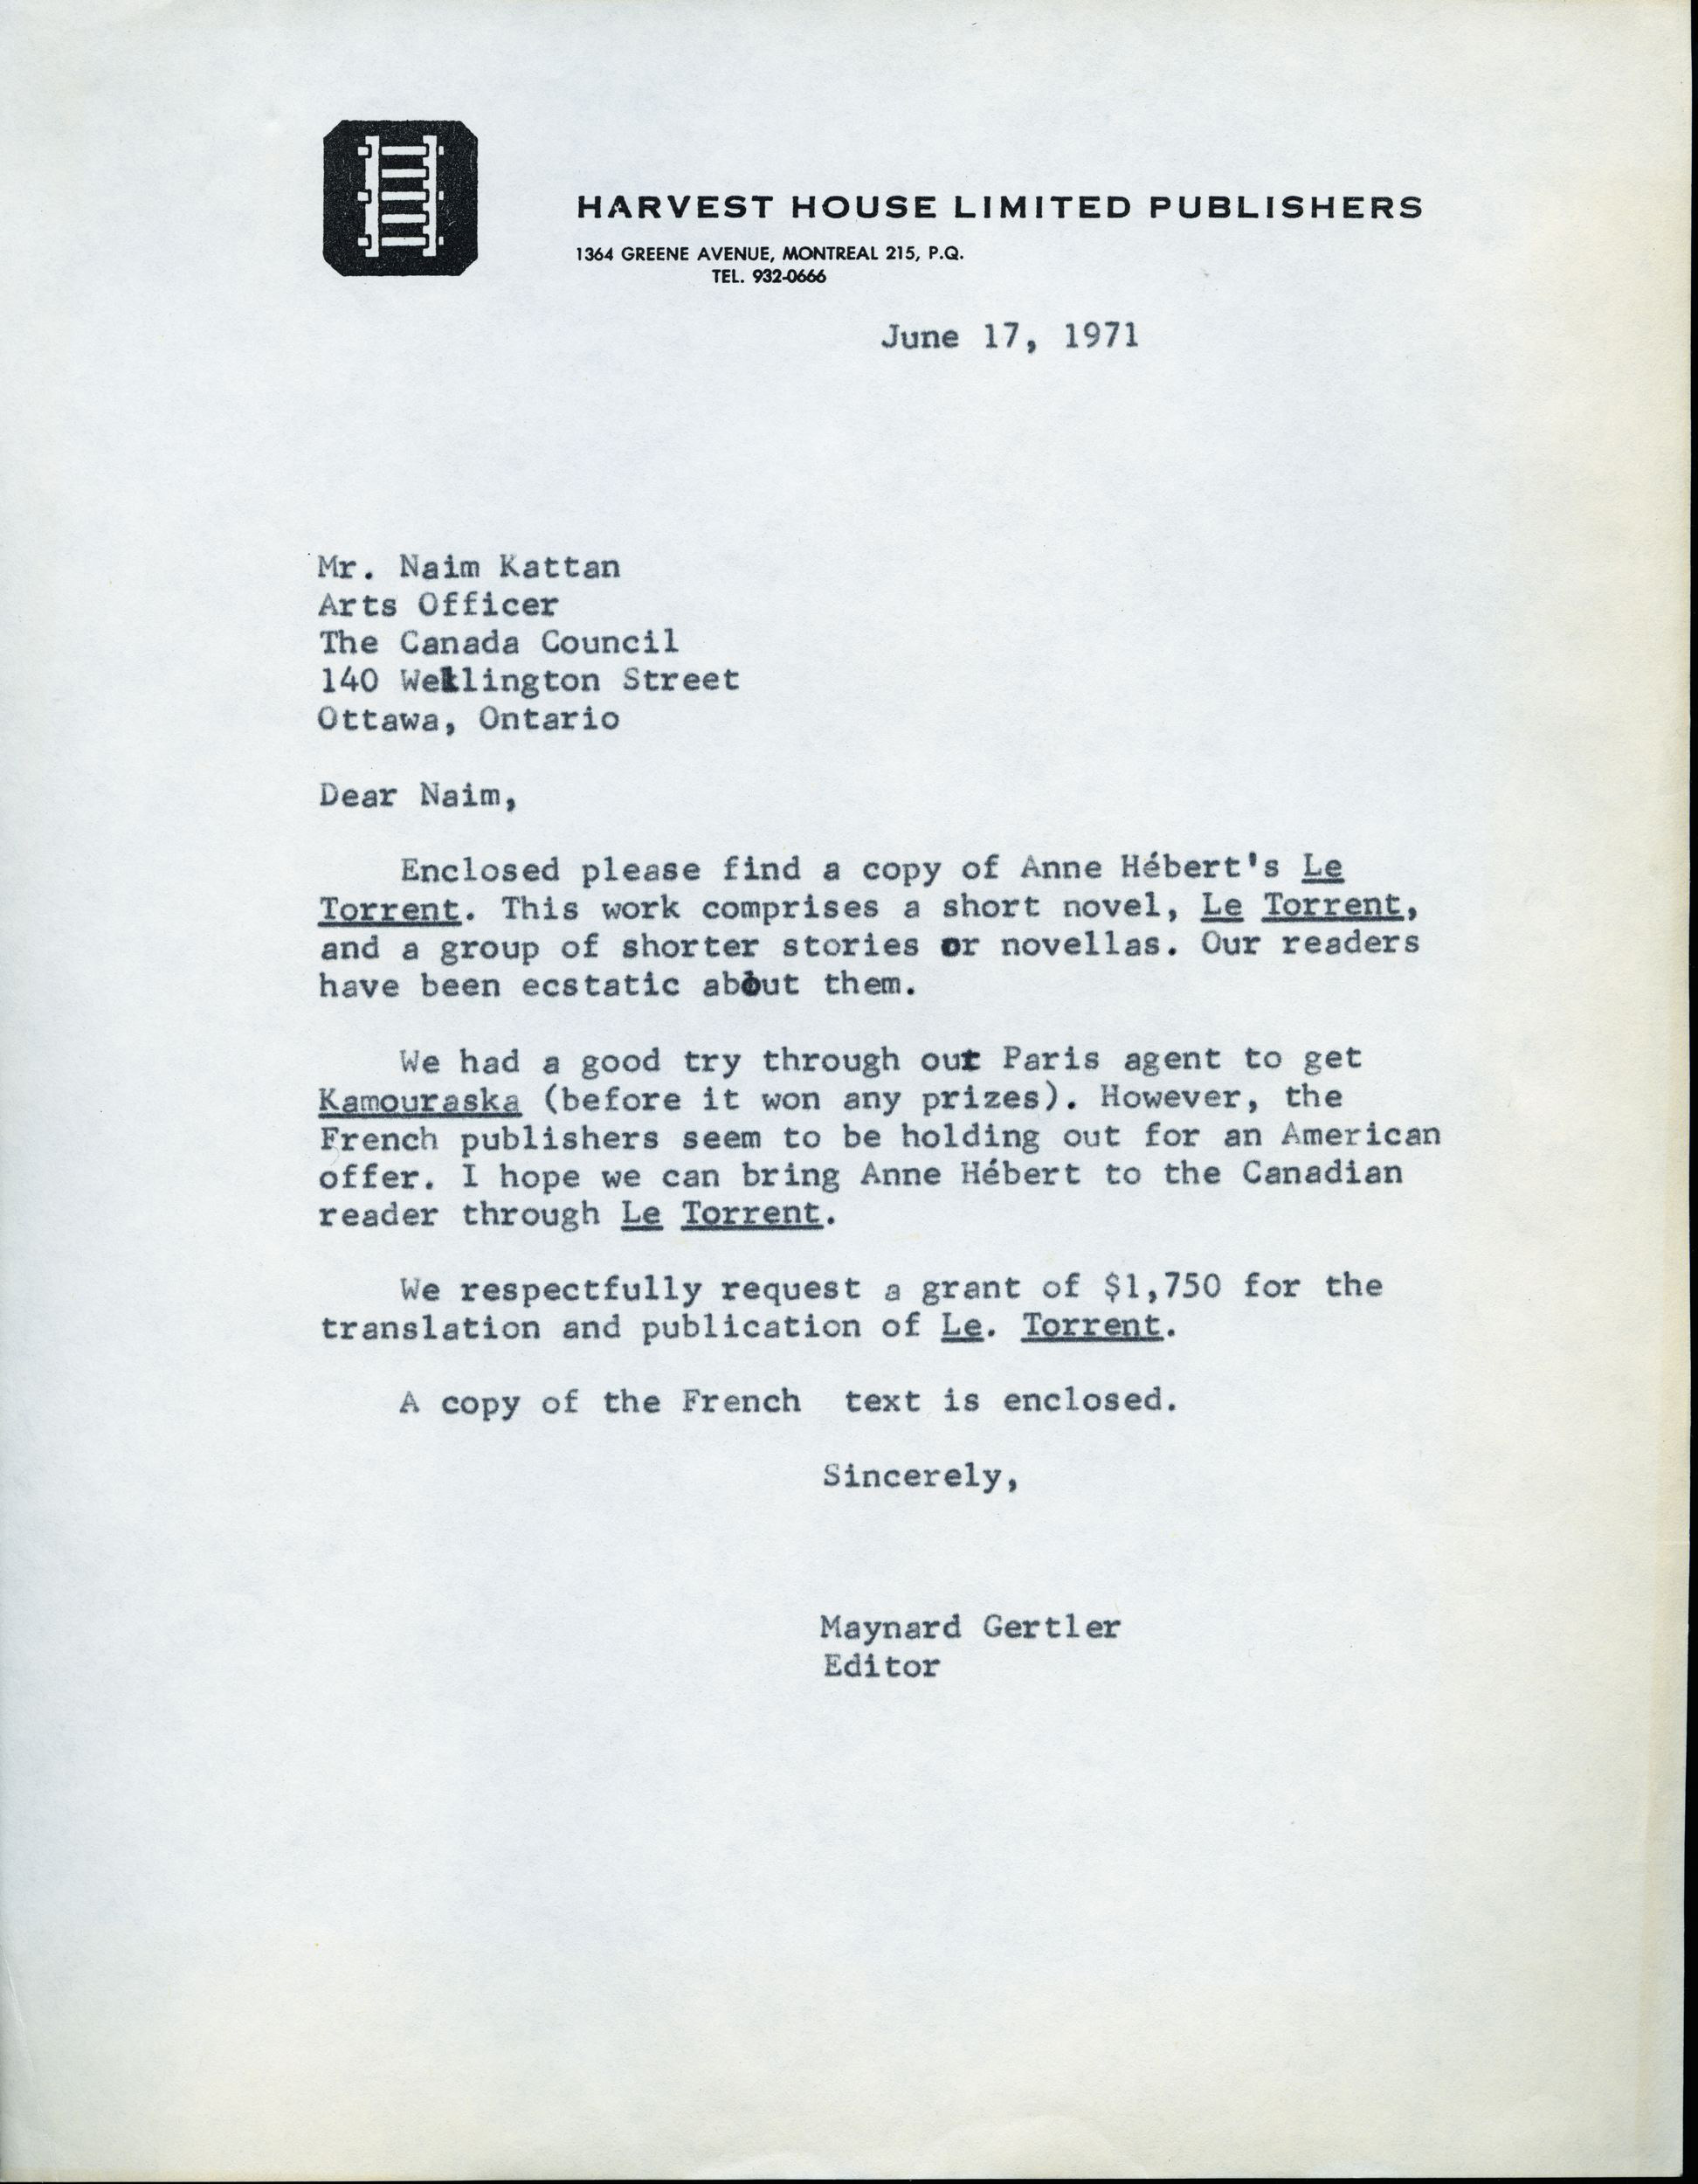 HARVEST HOUSE LIMITED PUBLISHERS
1364 GREENE AVENUE, MONTREAL 215, P.Q.
TEL. 932-0666
June 17, 1971
Mr. Naim Kattan
Arts Officer
The Canada Council
140 Wellington Street
Ottawa, Ontario
Dear Naim,
Enclosed please find a copy of Anne Hébert's Le
Torrent. This work comprises a short novel, Le Torrent,
and a group of shorter stories or novellas. Our readers
have been ecstatic about them.
We had a good try through our Paris agent to get
Kamouraska (before it won any prizes). However, the
French publishers seem to be holding out for an American
offer. I hope we can bring Anne Hébert to the Canadian
reader through Le Torrent.
We respectfully request a grant of $1,750 for the
translation and publication of Le. Torrent.
A copy of the French text is enclosed.
Sincerely,
Maynard Gertler
Editor